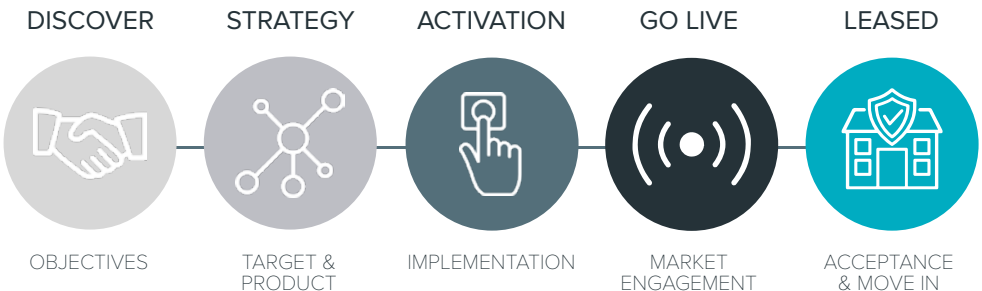 DISCOVER
STRATEGY
ACTIVATION
GO LIVE
LEASED
OBJECTIVES
TARGET &
PRODUCT
IMPLEMENTATION
MARKET
ENGAGEMENT
ACCEPTANCE
& MOVE IN